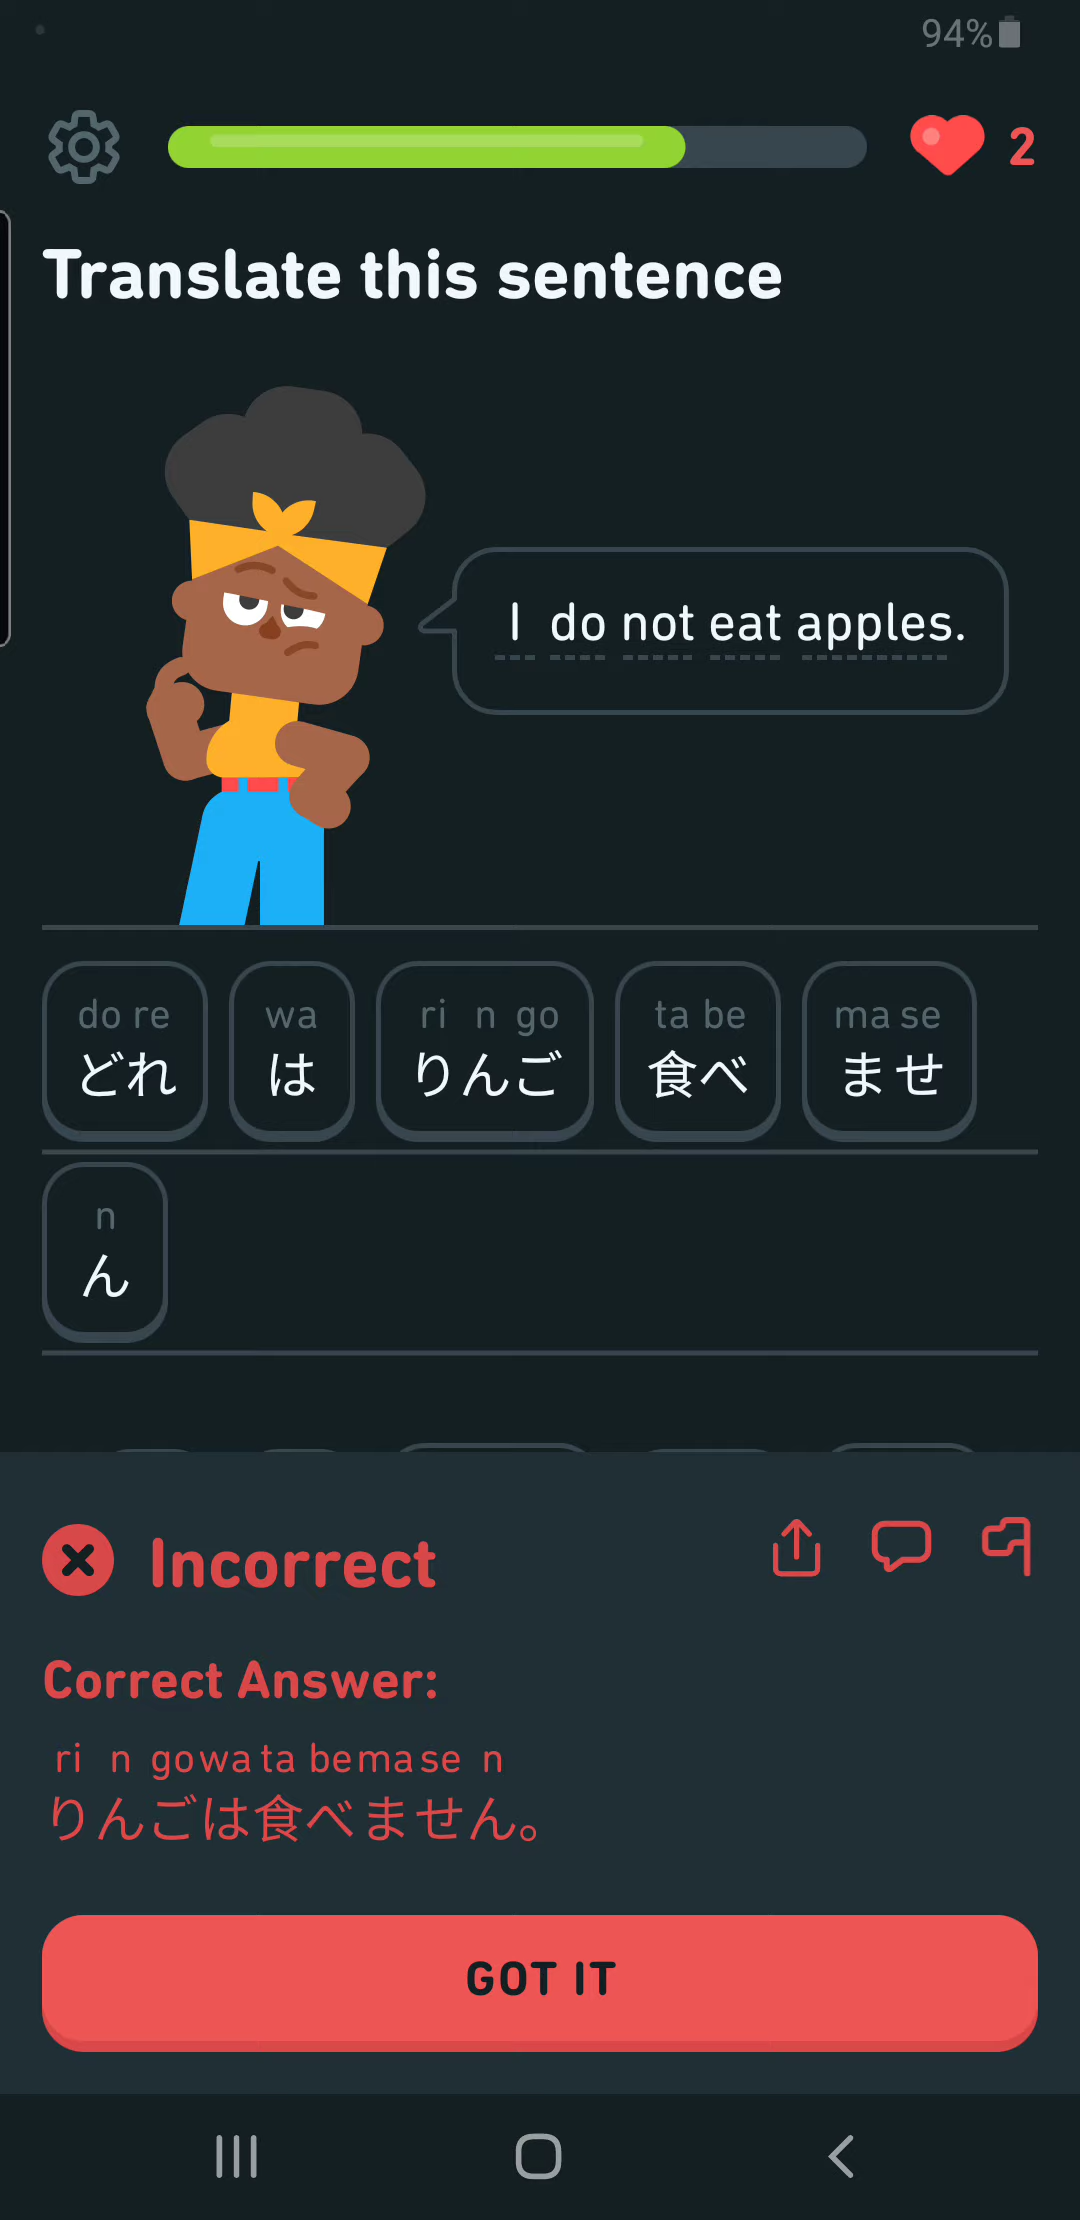 94%
2
Translate this sentence
I do not eat apples.
do re wa ri n go ta be ma se
どれ は りんご 食べ ませ
n
ん
Incorrect
Correct Answer:
ri n gowa ta bemase n
りんごは食べません。
GOT IT